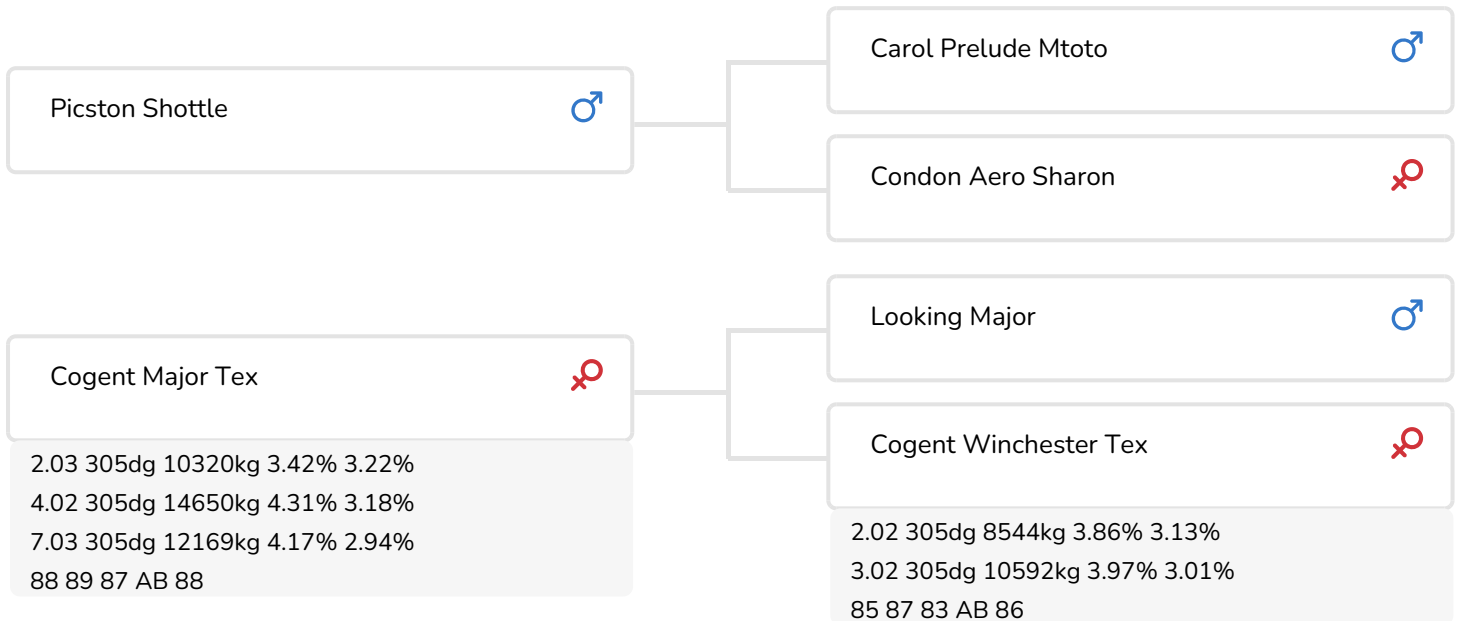 Carol Prelude Mtoto
Picston Shottle
Condon Aero Sharon
Looking Major
Cogent Major Tex
Cogent Winchester Tex
2.03 305dg 10320kg 3.42% 3.22%
4.02 305dg 14650kg 4.31% 3.18%
7.03 305dg 12169kg 4.17% 2.94%
88 89 87 AB 88
2.02 305dg 8544kg 3.86% 3.13%
3.02 305dg 10592kg 3.97% 3.01%
85 87 83 AB 86